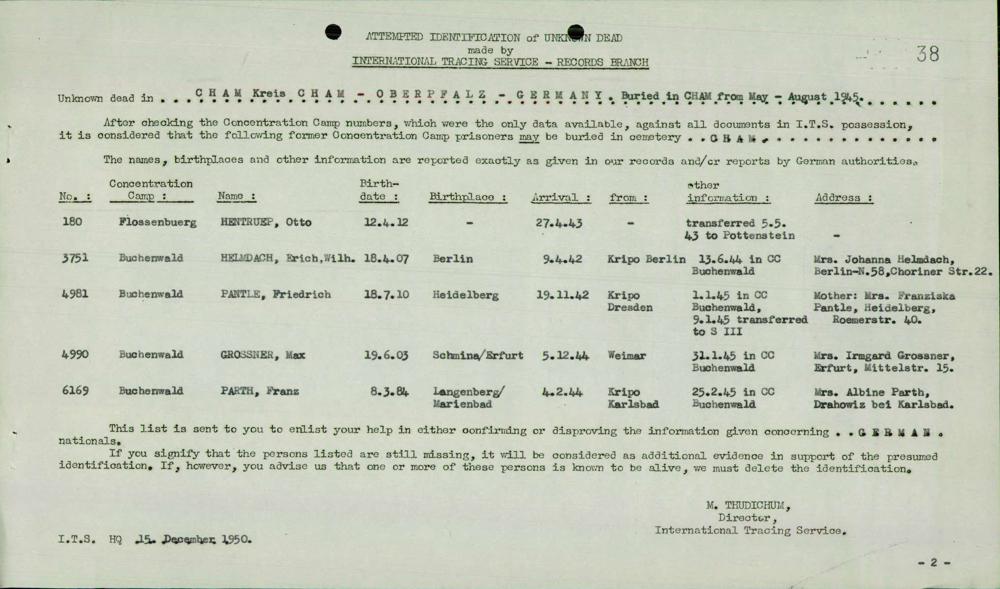 ATTEMPTED IDENTIFICATION of UNKNOWN DEAD
made by
INTERNATIONAL TRACING SERVICE - RECORDS BRANCH
38
Unknown dead in . . . CHAM Kreis CHAM - OBERPFALZ - GERMANY. Buried in CHAM from May - August 1945. . . . . .
After checking the Concentration Camp numbers, which were the only data available, against all documents in I.T.S. possession,
it is considered that the following former Concentration Camp prisoners may be buried in cemetery . . CHAM. . . . . . . . . . . . . .
The names, birthplaces and other information are reported exactly as given in our records and/or reports by German authorities.
No. : Concentration Camp : Name : Birth-date : Birthplace : Arrival : from : other information : Address :
180 Flossenbuerg HENTRUEP, Otto 12.4.12 - 27.4.43 - transferred 5.5.
43 to Pottenstein -
3751 Buchenwald HELMDACH, Erich,Wilh. 18.4.07 Berlin 9.4.42 Kripo Berlin 13.6.44 in CC Mrs. Johanna Helmdach,
Buchenwald Berlin-N.58,Choriner Str.22.
4981 Buchenwald PANTLE, Friedrich 18.7.10 Heidelberg 19.11.42 Kripo 1.1.45 in CC Mother: Mrs. Franziska
Dresden Buchenwald, Pantle, Heidelberg,
9.1.45 transferred Roemerstr. 40.
to S III
4990 Buchenwald GROSSNER, Max 19.6.03 Schmina/Erfurt 5.12.44 Weimar 31.1.45 in CC Mrs. Irmgard Grossner,
Buchenwald Erfurt, Mittelstr. 15.
6169 Buchenwald PARTH, Franz 8.3.84 Langenberg/ 4.2.44 Kripo 25.2.45 in CC Mrs. Albine Parth,
Marienbad Karlsbad Buchenwald Drahowiz bei Karlsbad.
This list is sent to you to enlist your help in either confirming or disproving the information given concerning . . GERMAN .
nationals.
If you signify that the persons listed are still missing, it will be considered as additional evidence in support of the presumed
identification. If, however, you advise us that one or more of these persons is known to be alive, we must delete the identification.
M. THUDICHUM,
Director,
International Tracing Service.
I.T.S. HQ 15. December 1950.
- 2 -